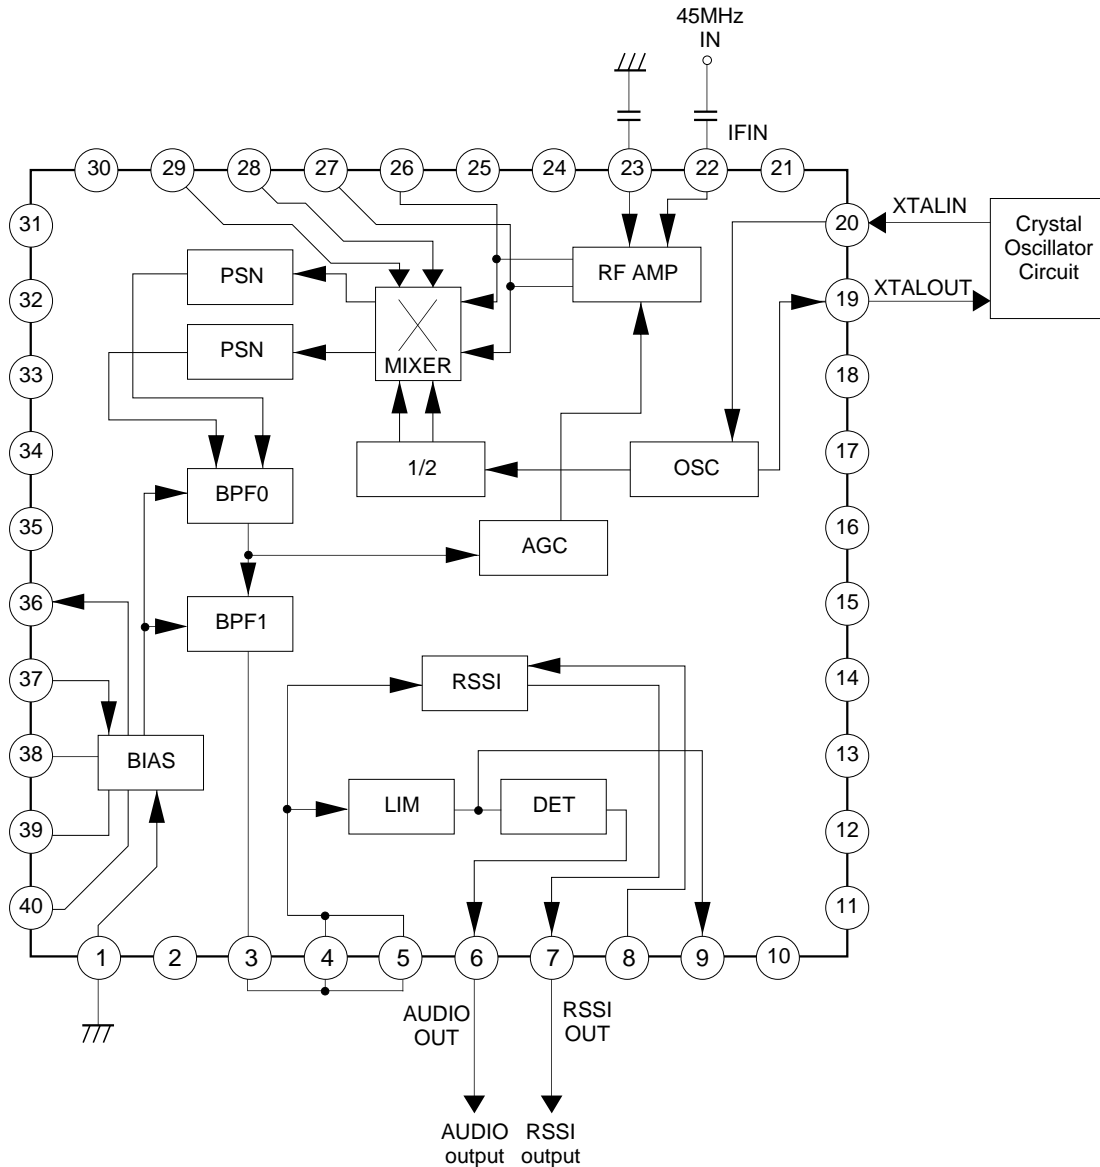 45MHz
IN
IFIN
30 29 28 27 26 25 24 23 22 21
31 20 XTALIN
Crystal
Oscillator
Circuit
PSN RF AMP
32 19 XTALOUT
PSN MIXER
33 18
34 1/2 OSC 17
BPF0
35 AGC 16
36 BPF1 15
37 RSSI 14
38 BIAS 13
LIM DET
39 12
40 11
1 2 3 4 5 6 7 8 9 10
AUDIO
OUT
RSSI
OUT
AUDIO
output
RSSI
output